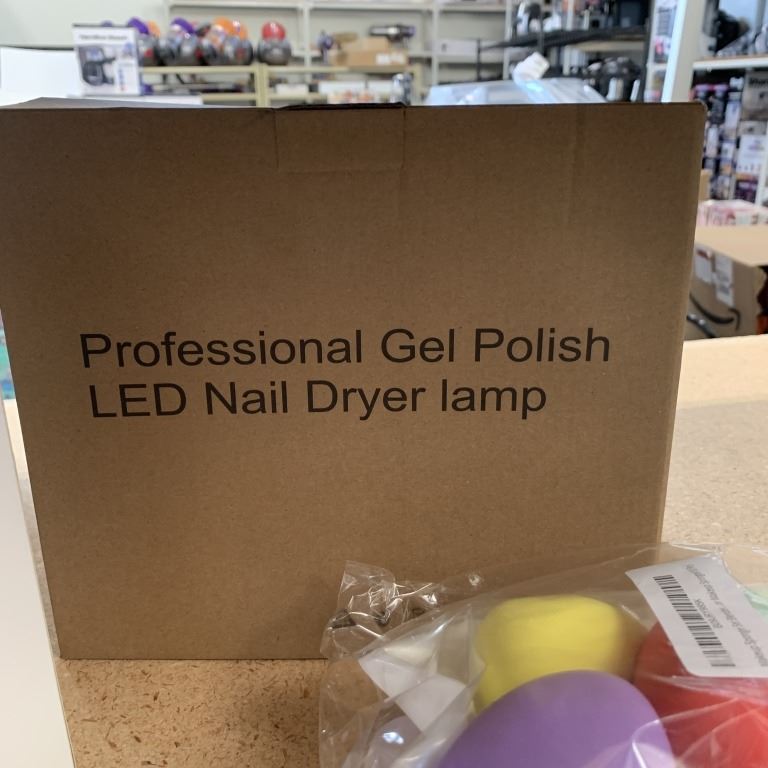 Professional Gel Polish
LED Nail Dryer lamp